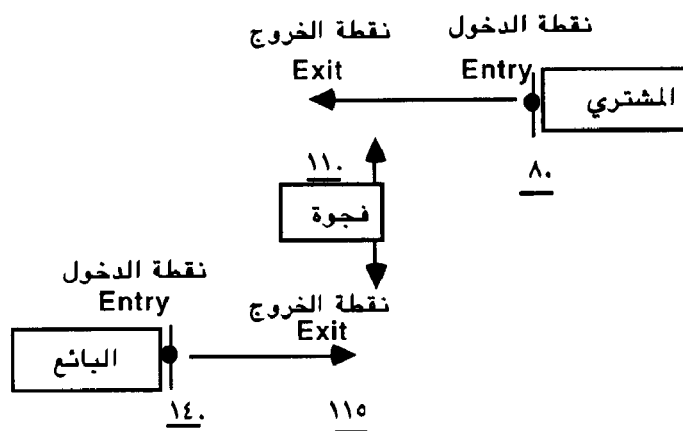 نقطة الدخول نقطة الخروج
Entry Exit
المشتري
٨٠ ١١٠
فجوة
نقطة الدخول
Entry
نقطة الخروج
Exit
البائع
١٤٠ ١١٥